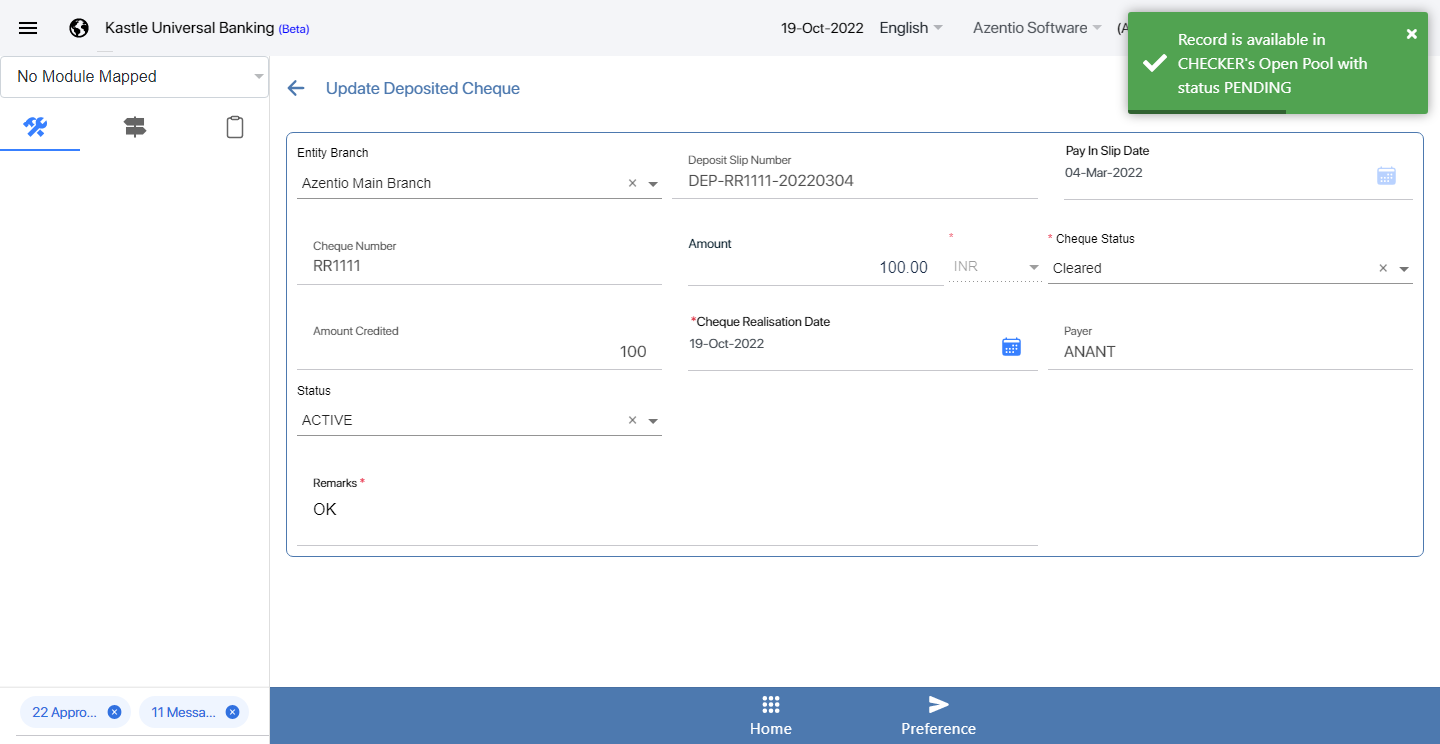 Kastle Universal Banking (Beta)
19-Oct-2022
English
Azentio Software
(A
Record is available in
CHECKER's Open Pool with
status PENDING
No Module Mapped
Update Deposited Cheque
Entity Branch
Azentio Main Branch
Deposit Slip Number
DEP-RR1111-20220304
Pay In Slip Date
04-Mar-2022
Cheque Number
RR1111
Amount
100.00
*
INR
* Cheque Status
Cleared
Amount Credited
100
*Cheque Realisation Date
19-Oct-2022
Payer
ANANT
Status
ACTIVE
Remarks *
OK
22 Appro...
11 Messa...
Home
Preference